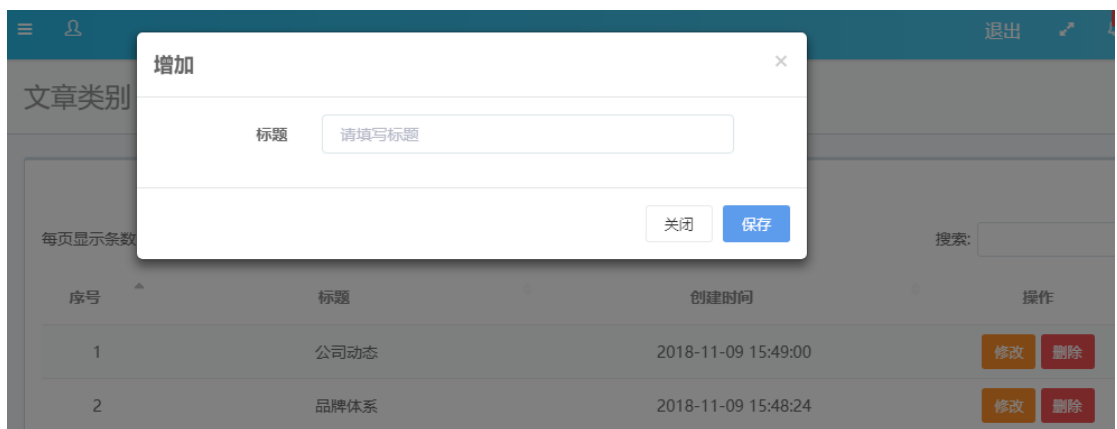 退出
增加
×
文章类别
标题 请填写标题
关闭 保存
每页显示条数 搜索:
序号 标题 创建时间 操作
1 公司动态 2018-11-09 15:49:00 修改 删除
2 品牌体系 2018-11-09 15:48:24 修改 删除